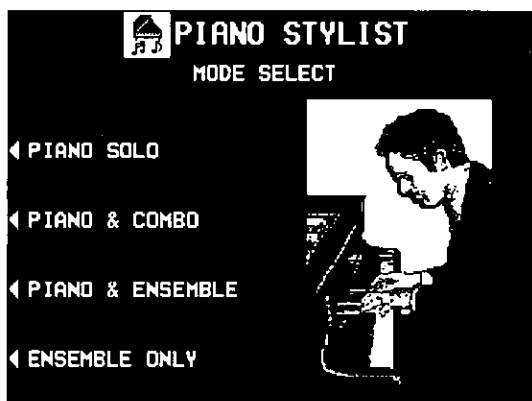 PIANO STYLIST
MODE SELECT
PIANO SOLO
PIANO & COMBO
PIANO & ENSEMBLE
ENSEMBLE ONLY